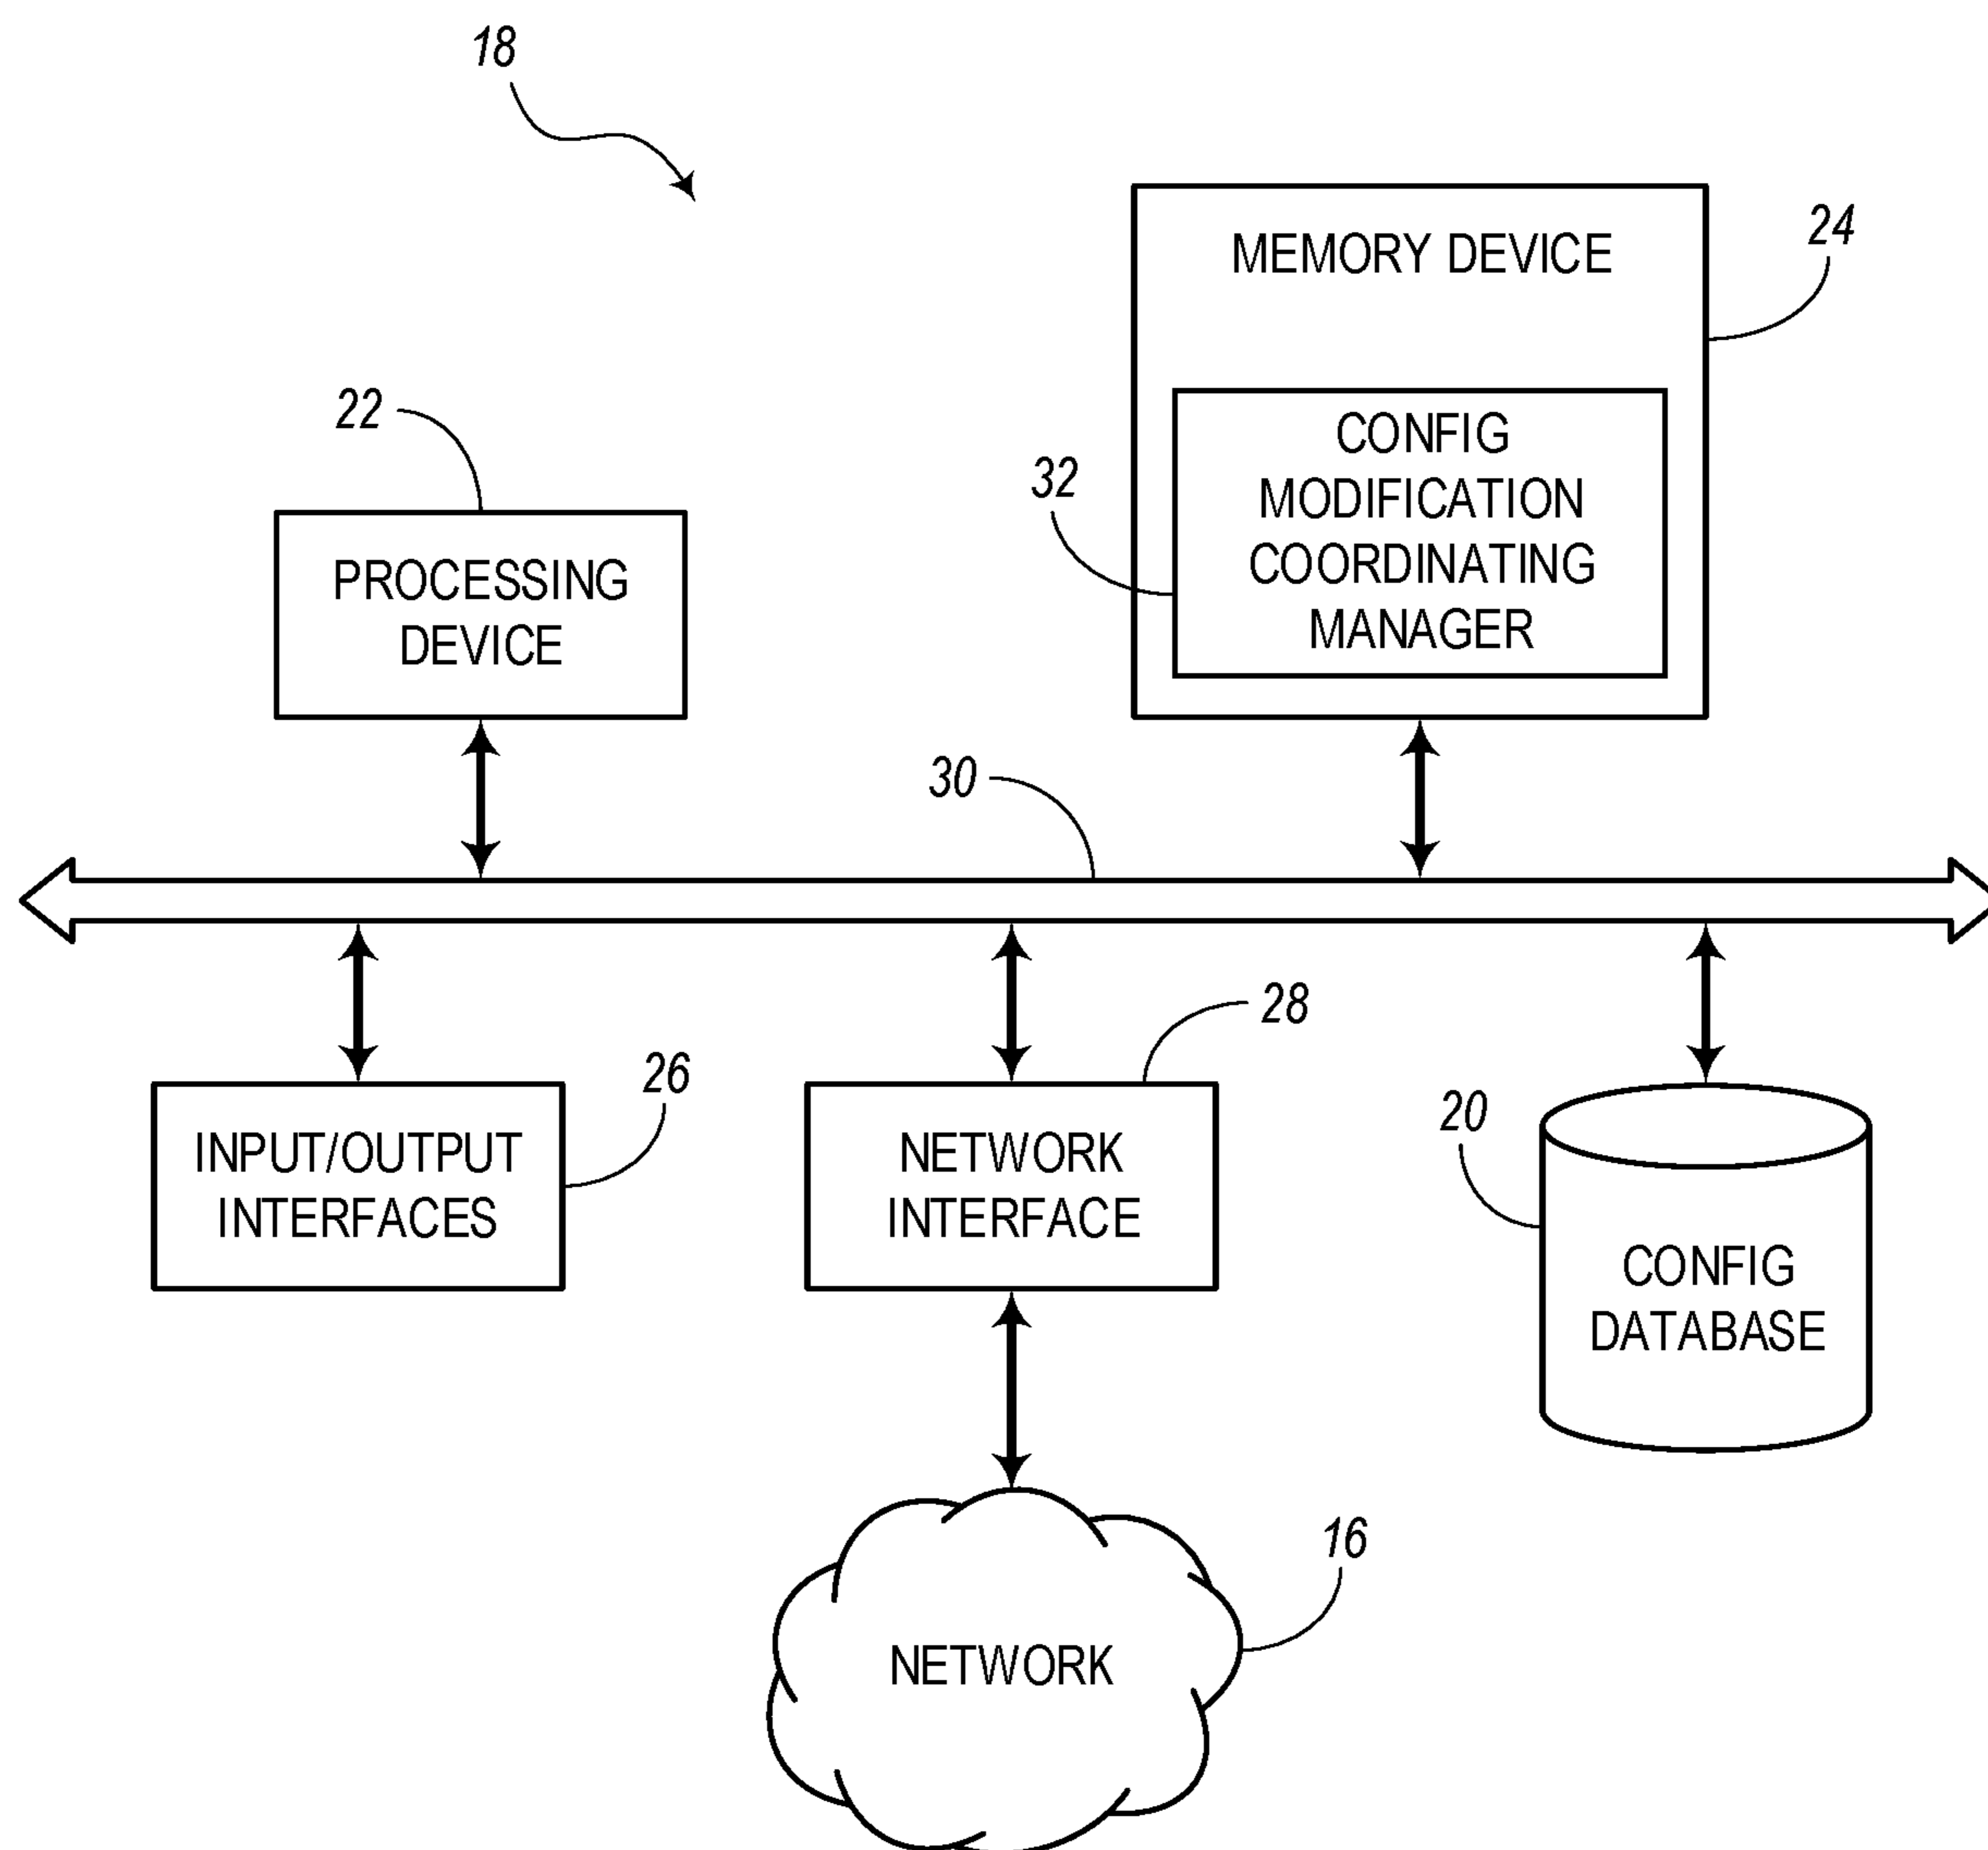 18
MEMORY DEVICE
24
22
CONFIG
MODIFICATION
COORDINATING
MANAGER
32
PROCESSING
DEVICE
30
28
26
INPUT/OUTPUT
INTERFACES
NETWORK
INTERFACE
20
CONFIG
DATABASE
16
NETWORK